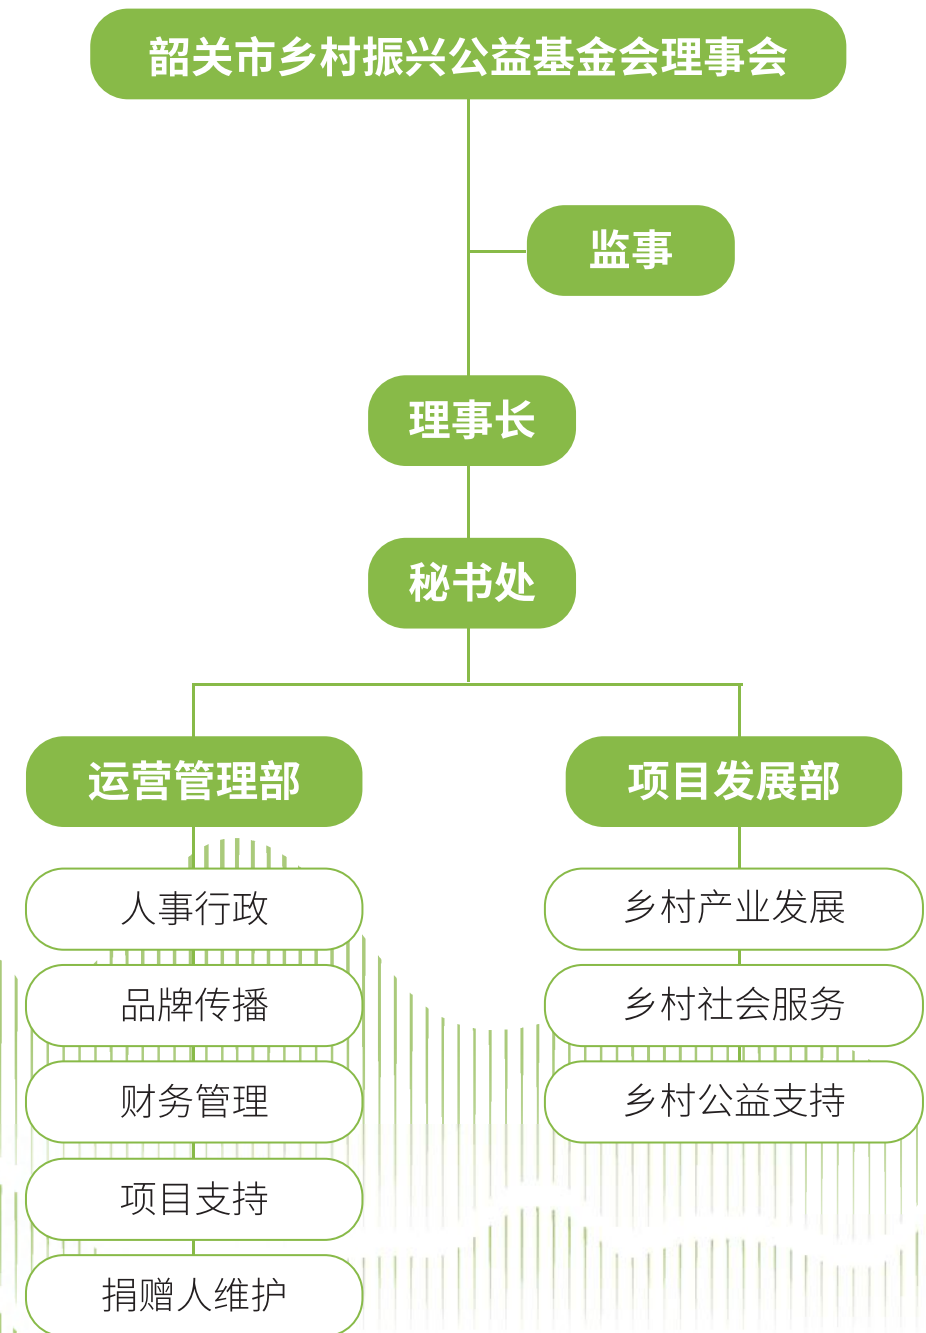 韶关市乡村振兴公益基金会理事会
监事
理事长
秘书处
运营管理部
项目发展部
人事行政
品牌传播
财务管理
项目支持
捐赠人维护
乡村产业发展
乡村社会服务
乡村公益支持